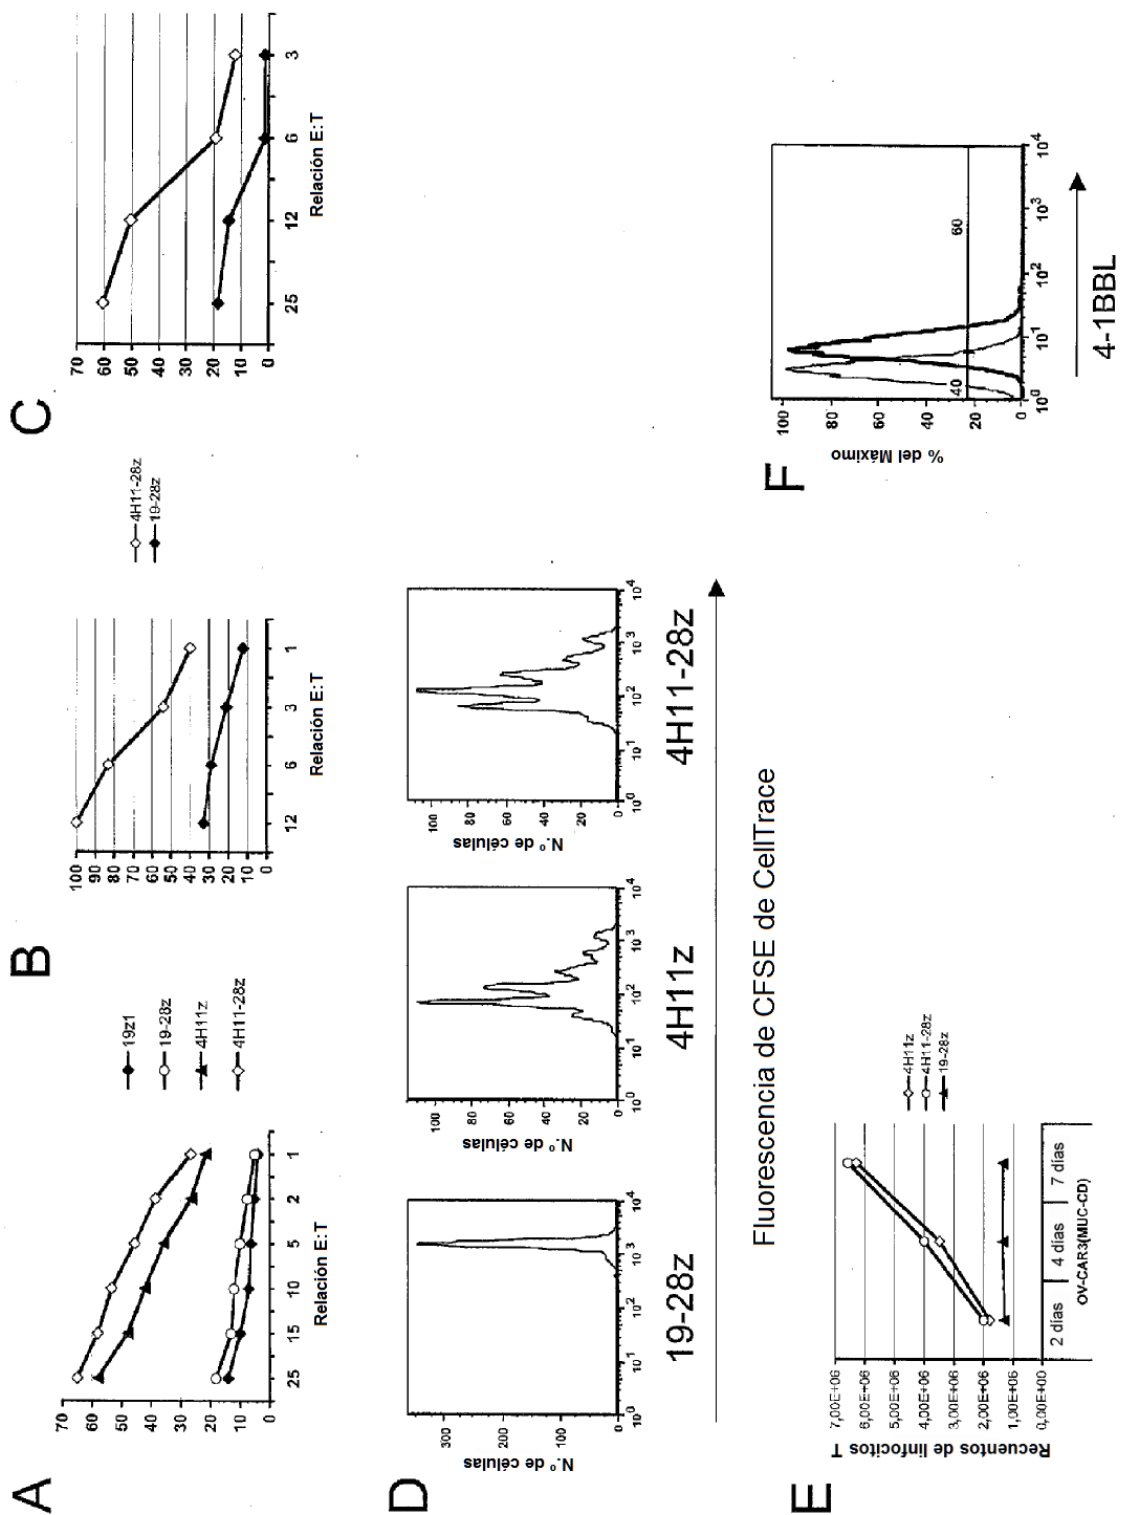 A
70
60
50
40
30
20
10
0
25
15
10
5
2
1
Relación E:T
19z1
19-28z
4H11z
4H11-28z
B
100
90
80
70
60
50
40
30
20
10
0
12
6
3
1
Relación E:T
4H11-28z
19-28z
C
70
60
50
40
30
20
10
0
25
12
6
3
Relación E:T
D
N.º de células
300
200
100
0
10^0
10^1
10^2
10^3
10^4
19-28z
N.º de células
100
80
60
40
20
0
10^0
10^1
10^2
10^3
10^4
4H11z
N.º de células
100
80
60
40
20
0
10^0
10^1
10^2
10^3
10^4
4H11-28z
Fluorescencia de CFSE de CellTrace
E
Recuentos de linfocitos T
7,00E+06
6,00E+06
5,00E+06
4,00E+06
3,00E+06
2,00E+06
1,00E+06
0,00E+00
2 días
4 días
7 días
OV-CAR3(MUC-CD)
4H11z
4H11-28z
19-28z
F
% del Máximo
100
80
60
40
20
0
40
60
10^0
10^1
10^2
10^3
10^4
4-1BBL